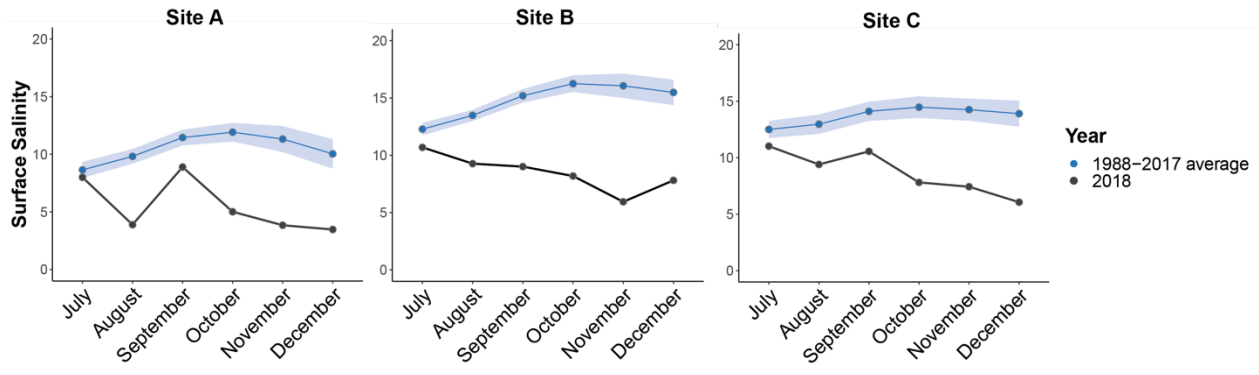 Site A
Site B
Site C
Surface Salinity
20
15
10
5
0
July
August
September
October
November
December
20
15
10
5
0
July
August
September
October
November
December
20
15
10
5
0
July
August
September
October
November
December
Year
1988−2017 average
2018